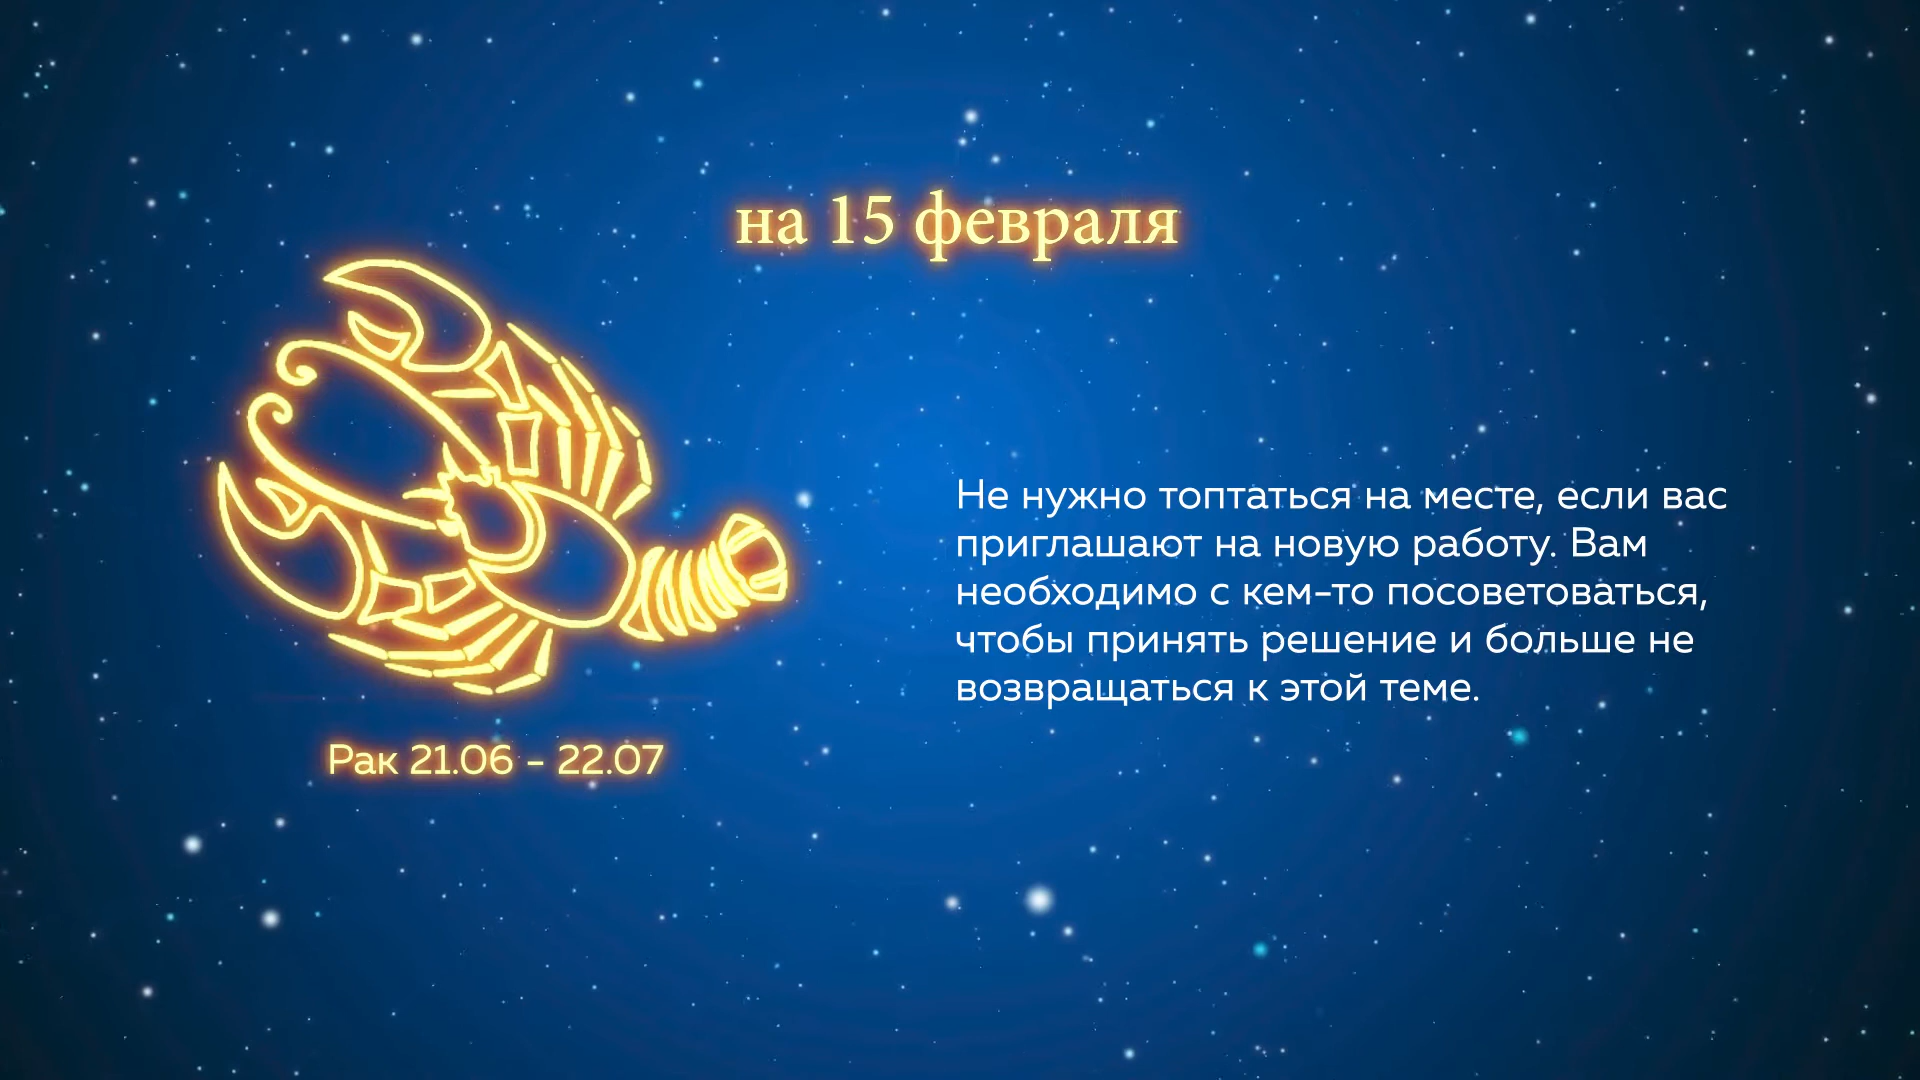 на 15 февраля
Не нужно топтаться на месте, если вас
приглашают на новую работу. Вам
необходимо с кем-то посоветоваться,
чтобы принять решение и больше не
возвращаться к этой теме.
Рак 21.06 - 22.07